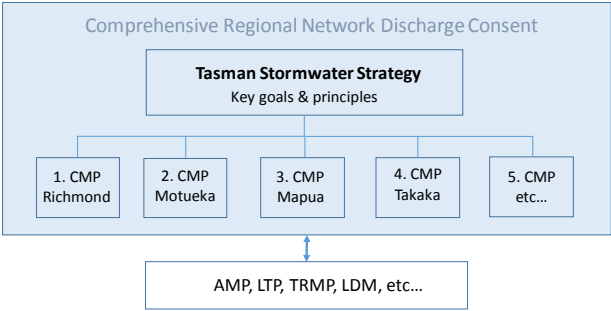 Comprehensive Regional Network Discharge Consent
Tasman Stormwater Strategy
Key goals & principles
1. CMP
Richmond
2. CMP
Motueka
3. CMP
Mapua
4. CMP
Takaka
5. CMP
etc...
AMP, LTP, TRMP, LDM, etc...